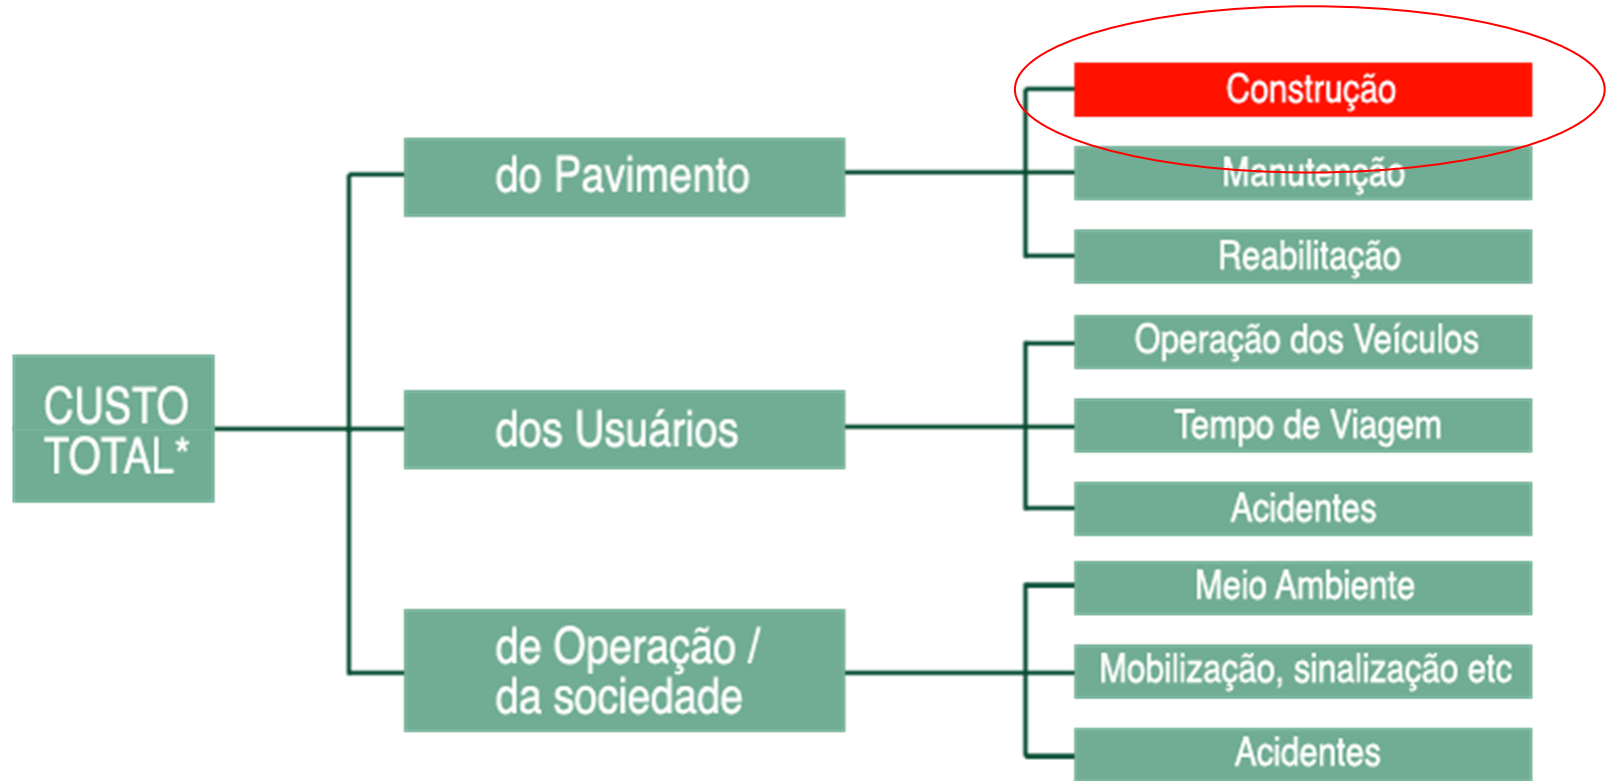 CUSTO
TOTAL*
do Pavimento
Construção
Manutenção
Reabilitação
dos Usuários
Operação dos Veículos
Tempo de Viagem
Acidentes
de Operação /
da sociedade
Meio Ambiente
Mobilização, sinalização etc
Acidentes